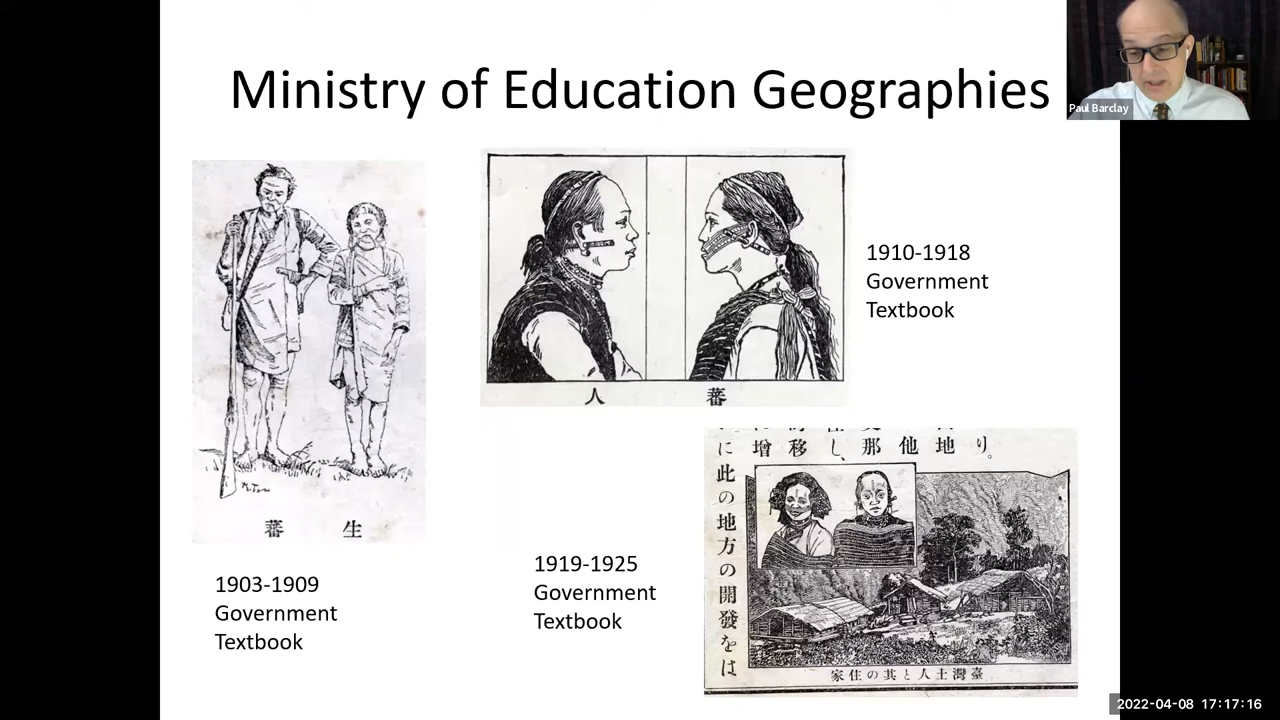 Ministry of Education Geographies
Paul Barclay
蕃 生
1903-1909
Government
Textbook
人 蕃
1910-1918
Government
Textbook
1919-1925
Government
Textbook
に 增 移 し、 那 他 地 り。
此の地方の開發をは
家住の其と人土灣臺
2022-04-08 17:17:16